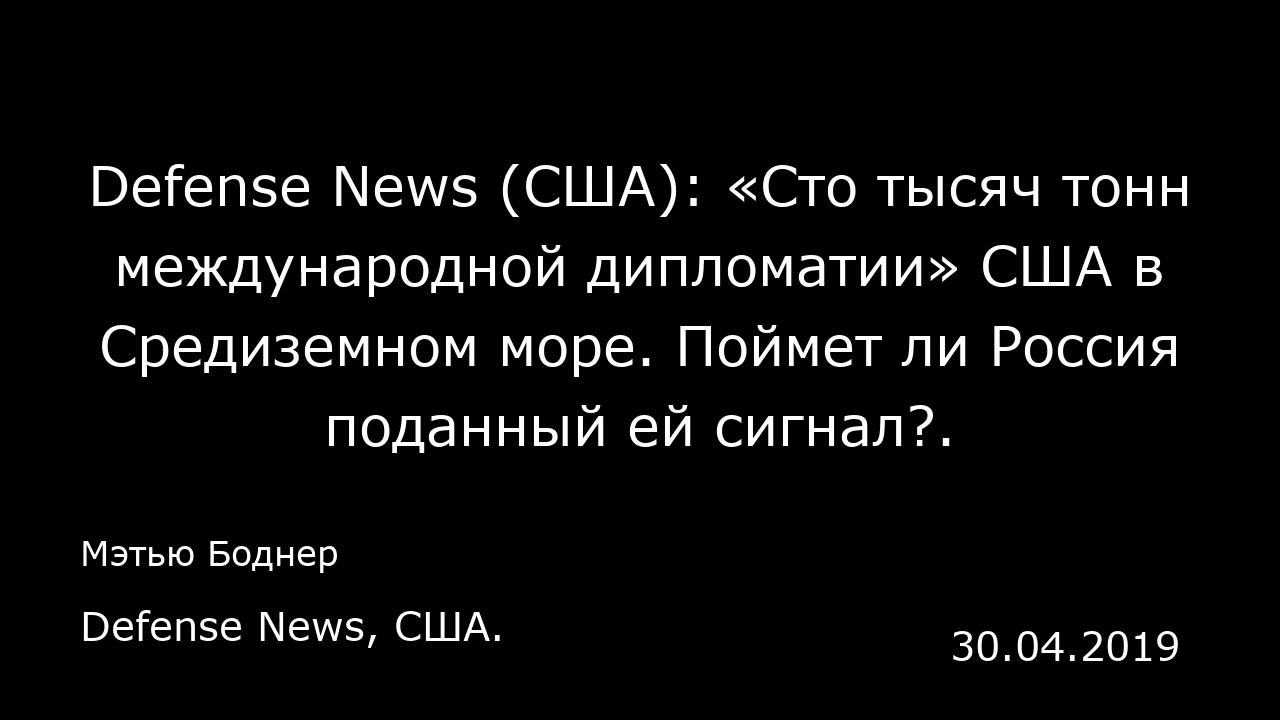 Defense News (США): «Сто тысяч тонн
международной дипломатии» США в
Средиземном море. Поймет ли Россия
поданный ей сигнал?.
Мэтью Боднер
Defense News, США.
30.04.2019